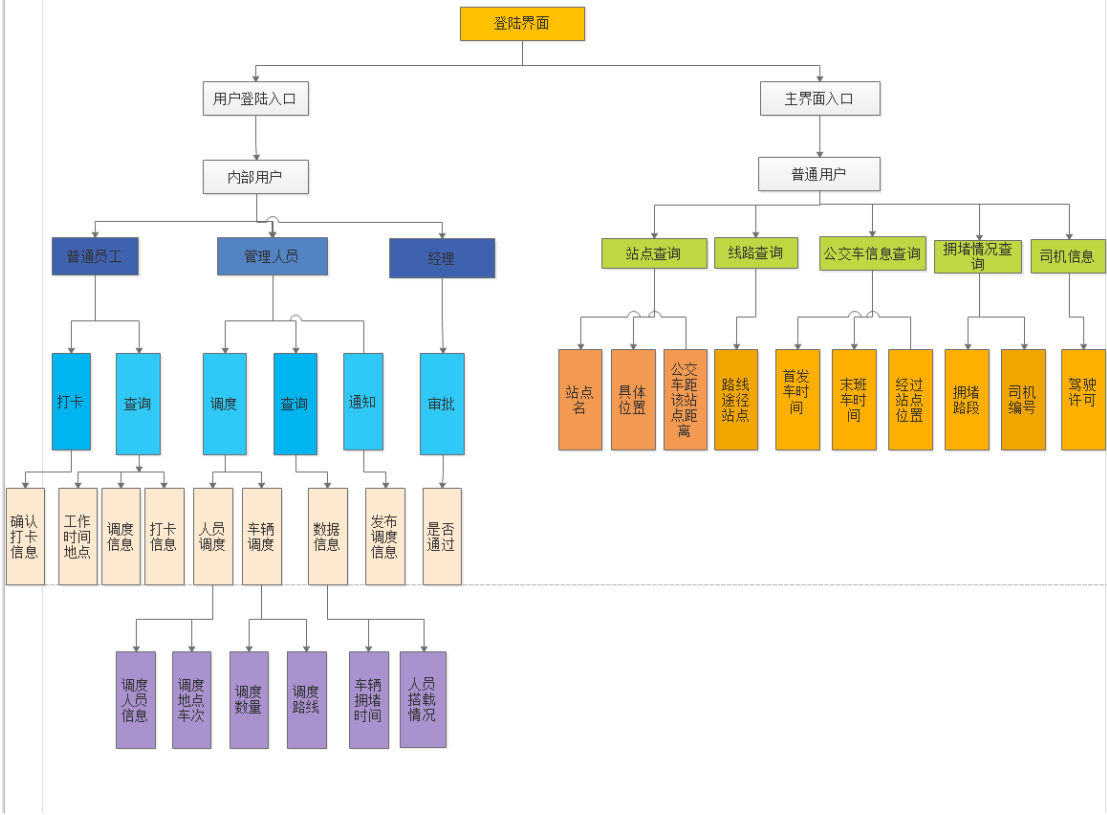 登陆界面
用户登陆入口
主界面入口
内部用户
普通用户
普通员工
管理人员
经理
站点查询
线路查询
公交车信息查询
拥堵情况查
询
司机信息
打卡
查询
调度
查询
通知
审批
站点
名
具体
位置
公交
车距
该站
点距
离
路线
途径
站点
首发
车时
间
末班
车时
间
经过
站点
位置
拥堵
路段
司机
编号
驾驶
许可
确认
打卡
信息
工作
时间
地点
调度
信息
打卡
信息
人员
调度
车辆
调度
数据
信息
发布
调度
信息
是否
通过
调度
人员
信息
调度
地点
车次
调度
数量
调度
路线
车辆
拥堵
时间
人员
搭载
情况